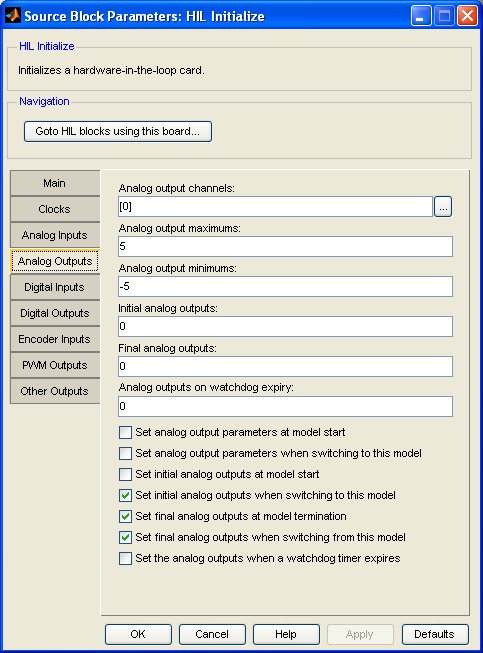 Source Block Parameters: HIL Initialize
HIL Initialize
Initializes a hardware-in-the-loop card.
Navigation
Goto HIL blocks using this board...
Main
Clocks
Analog Inputs
Analog Outputs
Digital Inputs
Digital Outputs
Encoder Inputs
PWM Outputs
Other Outputs
Analog output channels:
[0]
...
Analog output maximums:
5
Analog output minimums:
-5
Initial analog outputs:
0
Final analog outputs:
0
Analog outputs on watchdog expiry:
0
Set analog output parameters at model start
Set analog output parameters when switching to this model
Set initial analog outputs at model start
Set initial analog outputs when switching to this model
Set final analog outputs at model termination
Set final analog outputs when switching from this model
Set the analog outputs when a watchdog timer expires
OK Cancel Help Apply Defaults